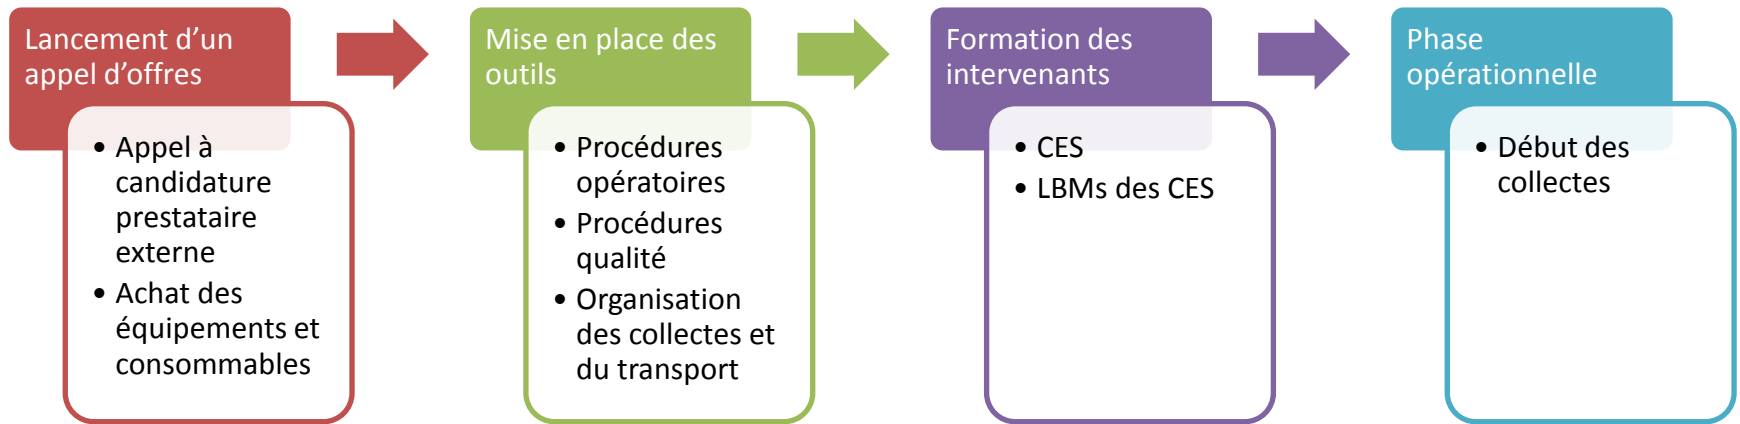 Lancement d’un
appel d’offres
• Appel à
candidature
prestataire
externe
• Achat des
équipements et
consommables
Mise en place des
outils
• Procédures
opératoires
• Procédures
qualité
• Organisation
des collectes et
du transport
Formation des
intervenants
• CES
• LBMs des CES
Phase
opérationnelle
• Début des
collectes